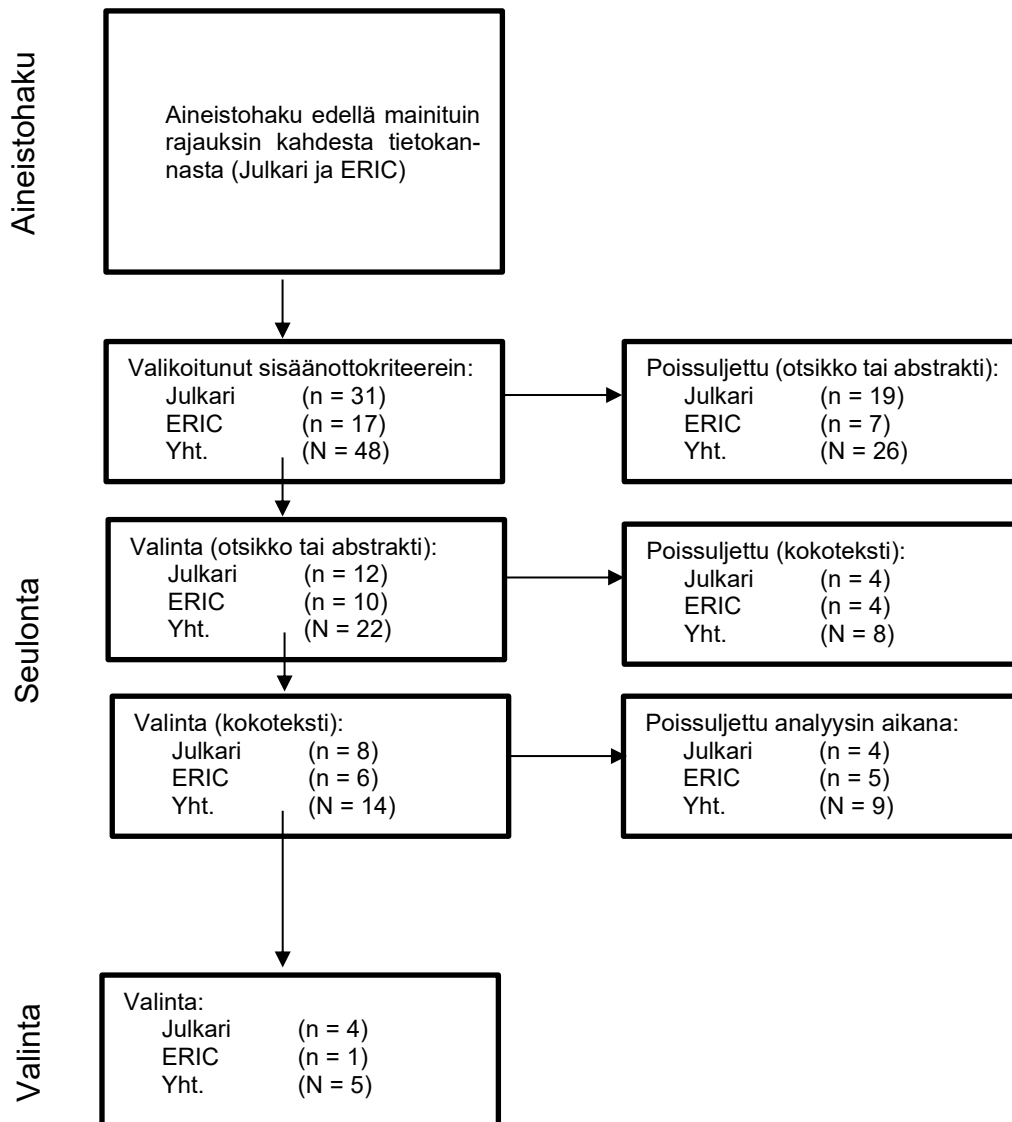 Aineistohaku
Aineistohaku edellä mainituin
rajauksin kahdesta tietokan-
nasta (Julkari ja ERIC)
Valikoitunut sisäänottokriteerein:
Julkari (n = 31)
ERIC (n = 17)
Yht. (N = 48)
Poissuljettu (otsikko tai abstrakti):
Julkari (n = 19)
ERIC (n = 7)
Yht. (N = 26)
Seulonta
Valinta (otsikko tai abstrakti):
Julkari (n = 12)
ERIC (n = 10)
Yht. (N = 22)
Poissuljettu (kokoteksti):
Julkari (n = 4)
ERIC (n = 4)
Yht. (N = 8)
Valinta (kokoteksti):
Julkari (n = 8)
ERIC (n = 6)
Yht. (N = 14)
Poissuljettu analyysin aikana:
Julkari (n = 4)
ERIC (n = 5)
Yht. (N = 9)
Valinta
Valinta:
Julkari (n = 4)
ERIC (n = 1)
Yht. (N = 5)